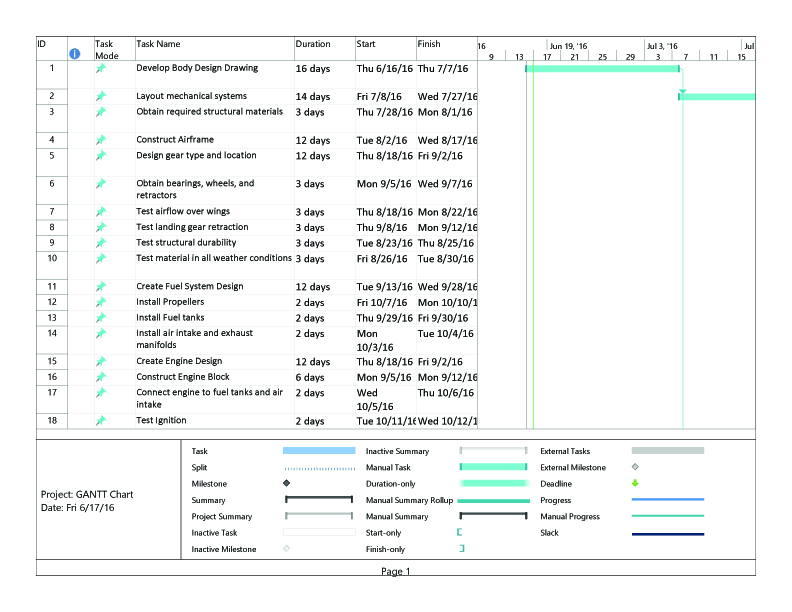 ID Task Mode Task Name Duration Start Finish 16 Jun 19, '16 Jul 3, '16 Jul
9 13 17 21 25 29 3 7 11 15
1 Develop Body Design Drawing 16 days Thu 6/16/16 Thu 7/7/16
2 Layout mechanical systems 14 days Fri 7/8/16 Wed 7/27/16
3 Obtain required structural materials 3 days Thu 7/28/16 Mon 8/1/16
4 Construct Airframe 12 days Tue 8/2/16 Wed 8/17/16
5 Design gear type and location 12 days Thu 8/18/16 Fri 9/2/16
6 Obtain bearings, wheels, and 3 days Mon 9/5/16 Wed 9/7/16
retractors
7 Test airflow over wings 3 days Thu 8/18/16 Mon 8/22/16
8 Test landing gear retraction 3 days Thu 9/8/16 Mon 9/12/16
9 Test structural durability 3 days Tue 8/23/16 Thu 8/25/16
10 Test material in all weather conditions 3 days Fri 8/26/16 Tue 8/30/16
11 Create Fuel System Design 12 days Tue 9/13/16 Wed 9/28/16
12 Install Propellers 2 days Fri 10/7/16 Mon 10/10/1
13 Install Fuel tanks 2 days Thu 9/29/16 Fri 9/30/16
14 Install air intake and exhaust 2 days Mon Tue 10/4/16
manifolds 10/3/16
15 Create Engine Design 12 days Thu 8/18/16 Fri 9/2/16
16 Construct Engine Block 6 days Mon 9/5/16 Mon 9/12/16
17 Connect engine to fuel tanks and air 2 days Wed Thu 10/6/16
intake 10/5/16
18 Test Ignition 2 days Tue 10/11/16 Wed 10/12/1
Project: GANTT Chart
Date: Fri 6/17/16
Task Inactive Summary External Tasks
Split Manual Task External Milestone
Milestone Duration-only Deadline
Summary Manual Summary Rollup Progress
Project Summary Manual Summary Manual Progress
Inactive Task Start-only Slack
Inactive Milestone Finish-only
Page 1